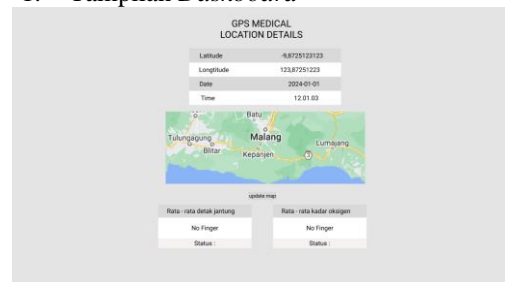 1. Tampilan Dashboard
GPS MEDICAL
LOCATION DETAILS
Latitude -9,8725123123
Longtitude 123,87251223
Date 2024-01-01
Time 12.01.03
Batu
Tulungagung Malang
Blitar Kepanjen Lumajang
3
update map
Rata - rata detak jantung Rata - rata kadar oksigen
No Finger No Finger
Status : Status :